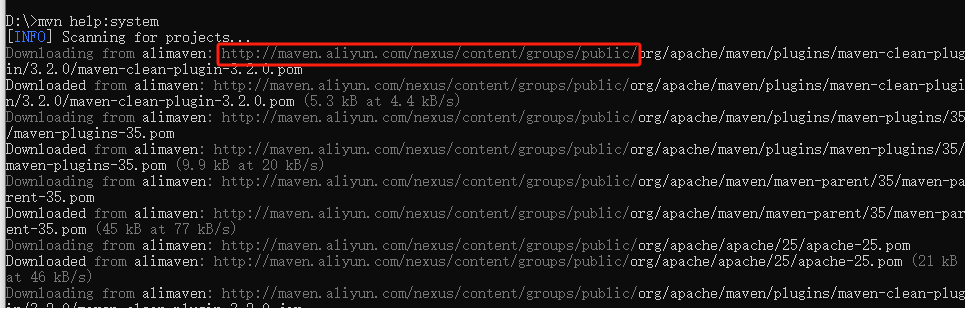 D:\>mvn help:system
[INFO] Scanning for projects...
Downloading from alimaven: http://maven.aliyun.com/nexus/content/groups/public/org/apache/maven/plugins/maven-clean-plug
in/3.2.0/maven-clean-plugin-3.2.0.pom
Downloaded from alimaven: http://maven.aliyun.com/nexus/content/groups/public/org/apache/maven/plugins/maven-clean-plugi
n/3.2.0/maven-clean-plugin-3.2.0.pom (5.3 kB at 4.4 kB/s)
Downloading from alimaven: http://maven.aliyun.com/nexus/content/groups/public/org/apache/maven/plugins/maven-plugins/35
/maven-plugins-35.pom
Downloaded from alimaven: http://maven.aliyun.com/nexus/content/groups/public/org/apache/maven/plugins/maven-plugins/35/
maven-plugins-35.pom (9.9 kB at 20 kB/s)
Downloading from alimaven: http://maven.aliyun.com/nexus/content/groups/public/org/apache/maven/maven-parent/35/maven-pa
rent-35.pom
Downloaded from alimaven: http://maven.aliyun.com/nexus/content/groups/public/org/apache/maven/maven-parent/35/maven-par
ent-35.pom (45 kB at 77 kB/s)
Downloading from alimaven: http://maven.aliyun.com/nexus/content/groups/public/org/apache/apache/25/apache-25.pom
Downloaded from alimaven: http://maven.aliyun.com/nexus/content/groups/public/org/apache/apache/25/apache-25.pom (21 kB
at 46 kB/s)
Downloading from alimaven: http://maven.aliyun.com/nexus/content/groups/public/org/apache/maven/plugins/maven-clean-plug